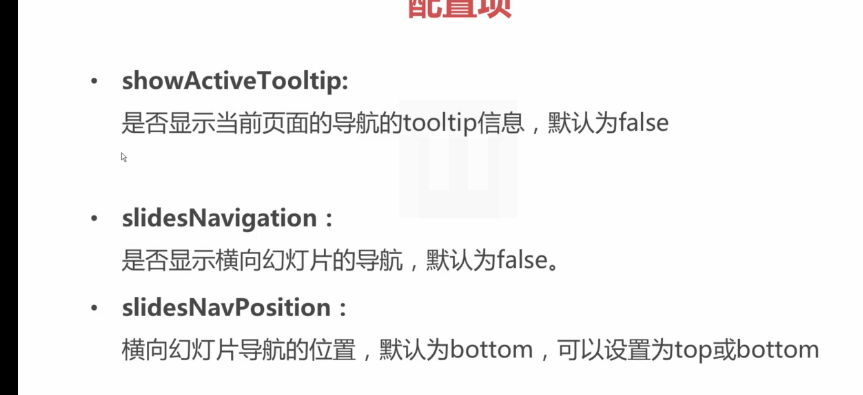 配置项
• showActiveTooltip:
是否显示当前页面的导航的tooltip信息，默认为false
• slidesNavigation：
是否显示横向幻灯片的导航，默认为false。
• slidesNavPosition：
横向幻灯片导航的位置，默认为bottom，可以设置为top或bottom